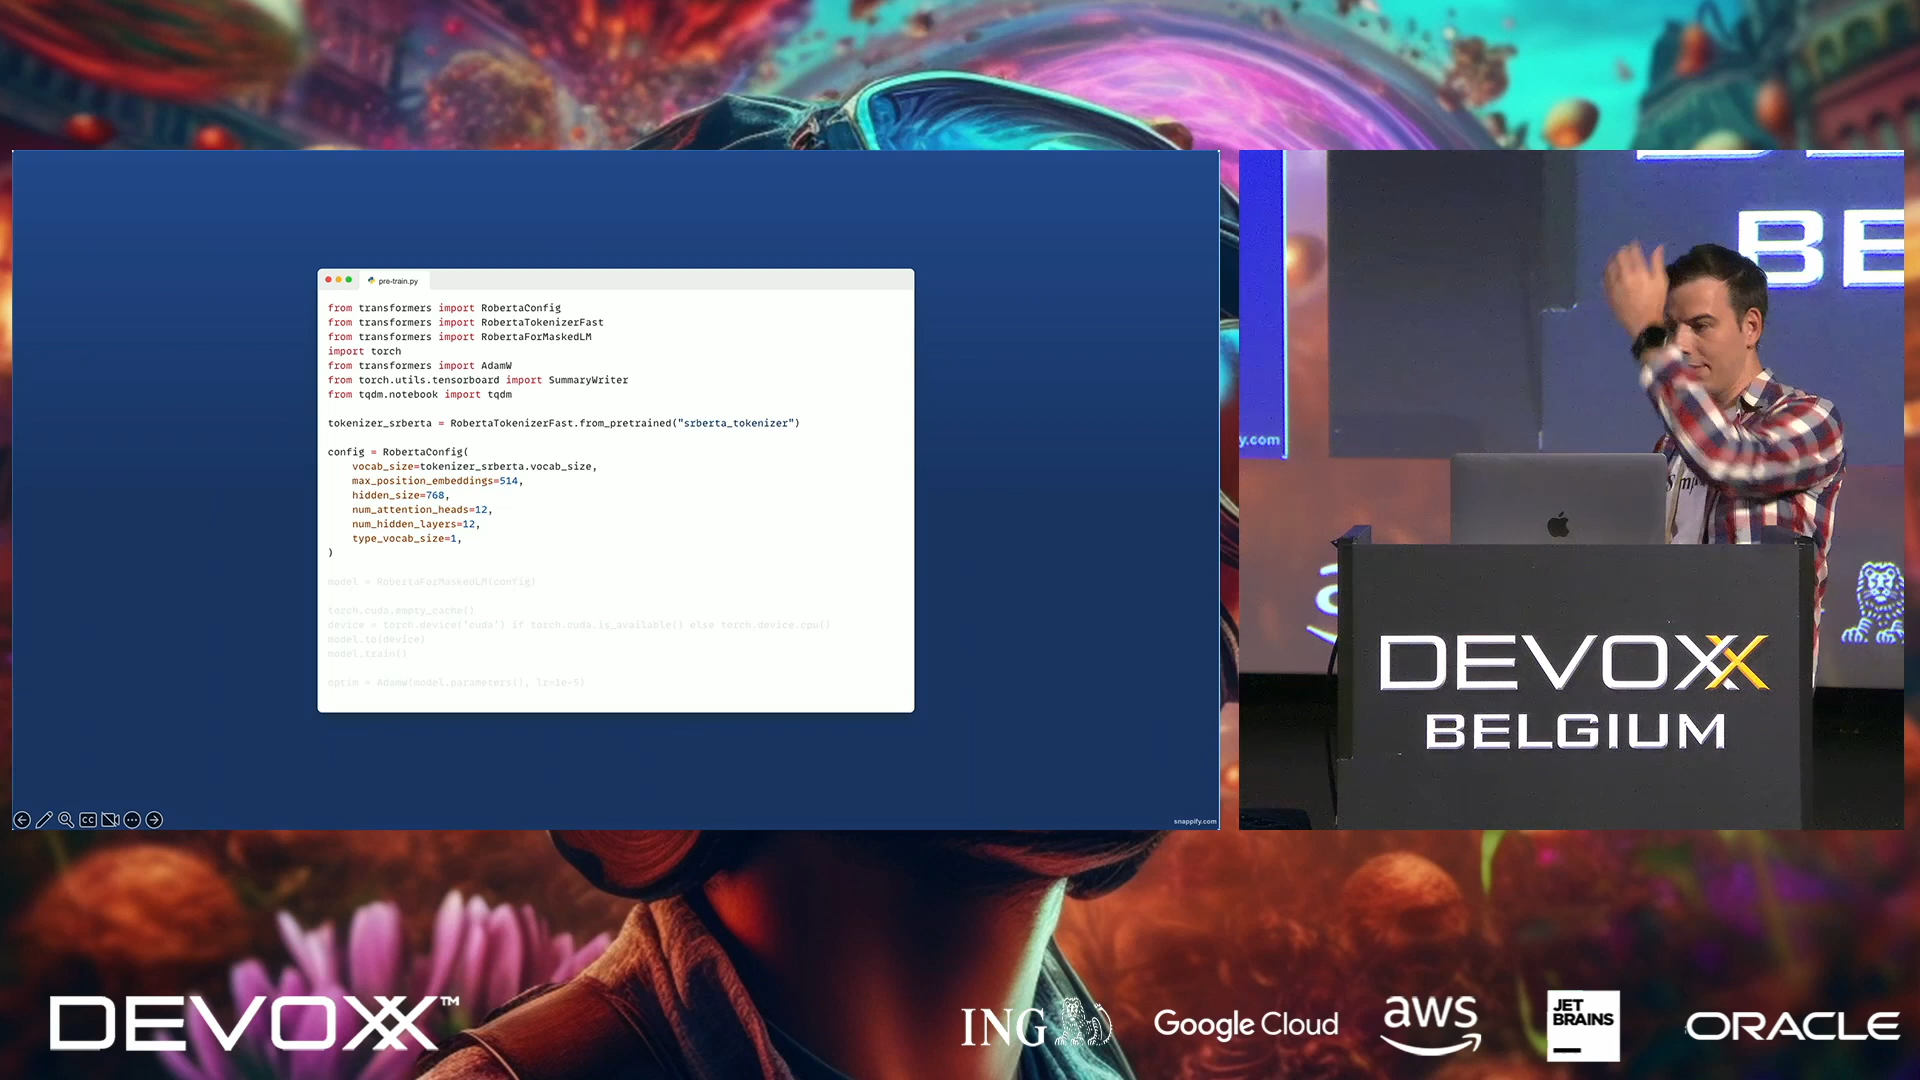 pre-train.py
from transformers import RobertaConfig
from transformers import RobertaTokenizerFast
from transformers import RobertaForMaskedLM
import torch
from transformers import AdamW
from torch.utils.tensorboard import SummaryWriter
from tqdm.notebook import tqdm
tokenizer_srberta = RobertaTokenizerFast.from_pretrained("srberta_tokenizer")
config = RobertaConfig(
vocab_size=tokenizer_srberta.vocab_size,
max_position_embeddings=514,
hidden_size=768,
num_attention_heads=12,
num_hidden_layers=12,
type_vocab_size=1,
)
model = RobertaForMaskedLM(config)
torch.cuda.empty_cache()
device = torch.device('cuda') if torch.cuda.is_available() else torch.device.cpu()
model.to(device)
model.train()
optim = AdamW(model.parameters(), lr=1e-5)
CC
snappify.com
BE
y.com
DEVOXX
BELGIUM
DEVOXX™
ING
Google Cloud
aws
JET
BRAINS
ORACLE